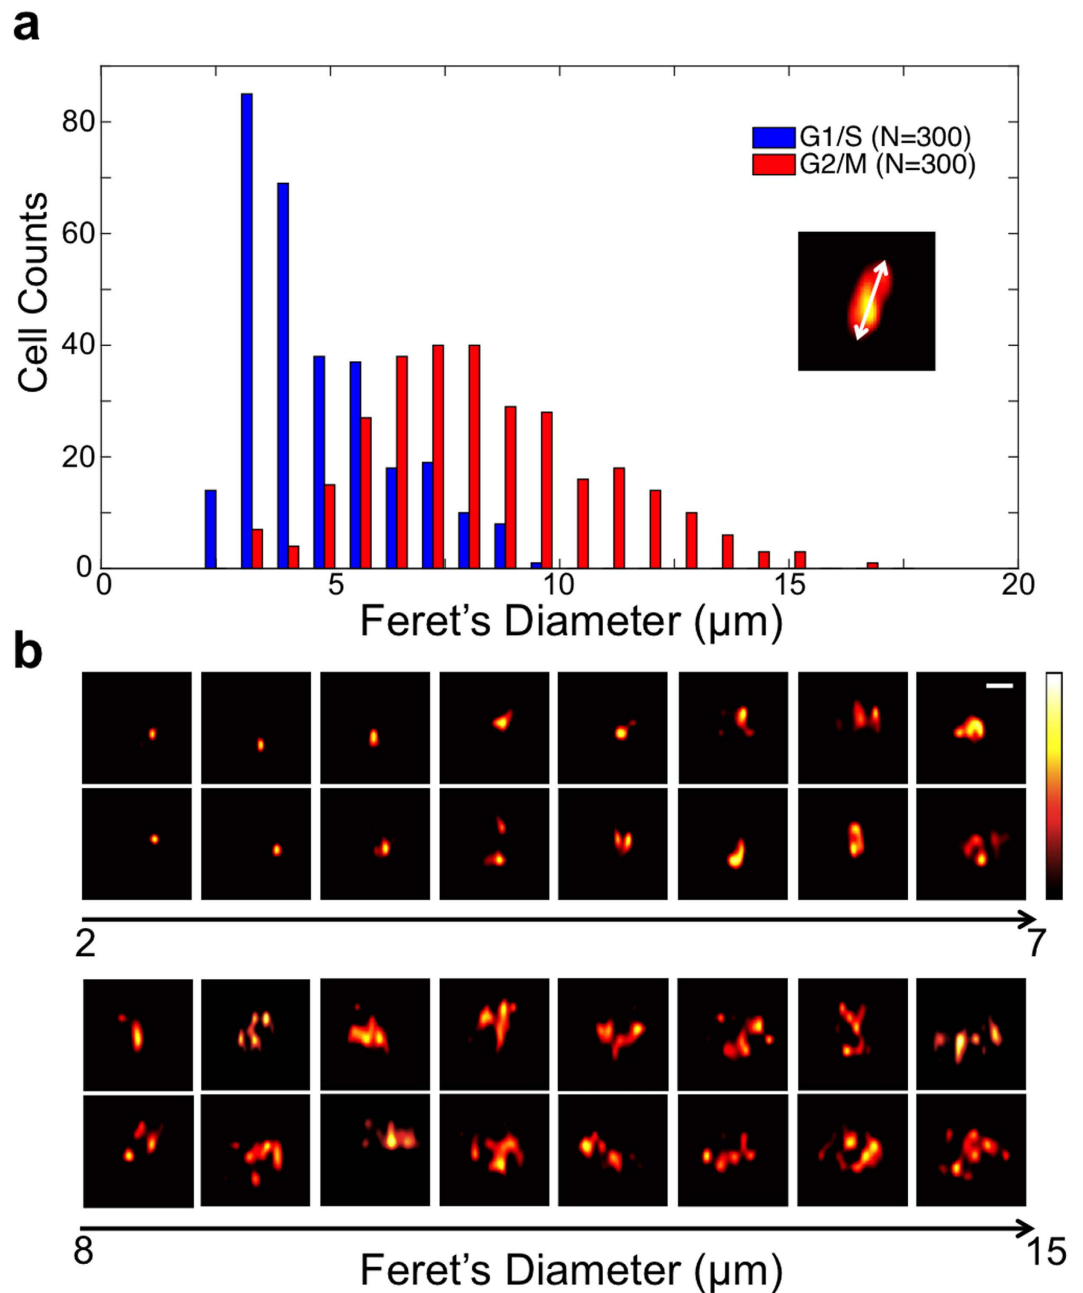 a
80
60
40
20
0
Cell Counts
G1/S (N=300)
G2/M (N=300)
0 5 10 15 20
Feret’s Diameter (μm)
b
2 7
8 15
Feret’s Diameter (μm)